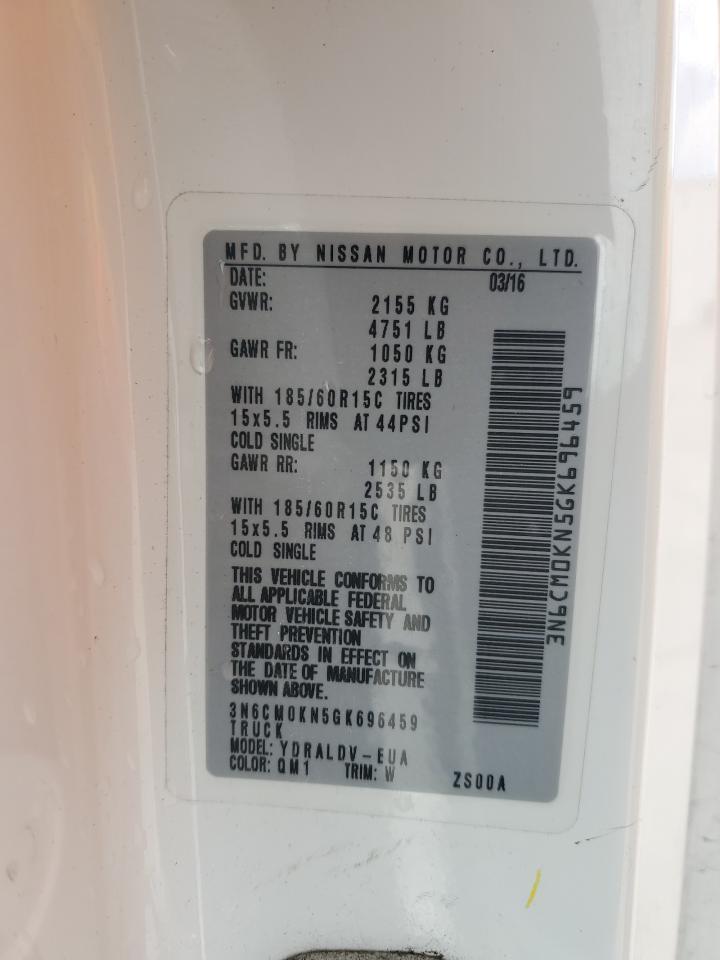 MFD. BY NISSAN MOTOR CO., LTD.
DATE: 03/16
GVWR: 2155 KG
4751 LB
GAWR FR: 1050 KG
2315 LB
WITH 185/60R15C TIRES
15x5.5 RIMS AT 44PSI
COLD SINGLE
GAWR RR: 1150 KG
2535 LB
WITH 185/60R15C TIRES
15x5.5 RIMS AT 48 PSI
COLD SINGLE
THIS VEHICLE CONFORMS TO
ALL APPLICABLE FEDERAL
MOTOR VEHICLE SAFETY AND
THEFT PREVENTION
STANDARDS IN EFFECT ON
THE DATE OF MANUFACTURE
SHOWN ABOVE.
3N6CM0KN5GK696459
TRUCK
MODEL: YDRALDV-EUA
COLOR: QM1 TRIM: W ZS00A
3N6CM0KN5GK696459